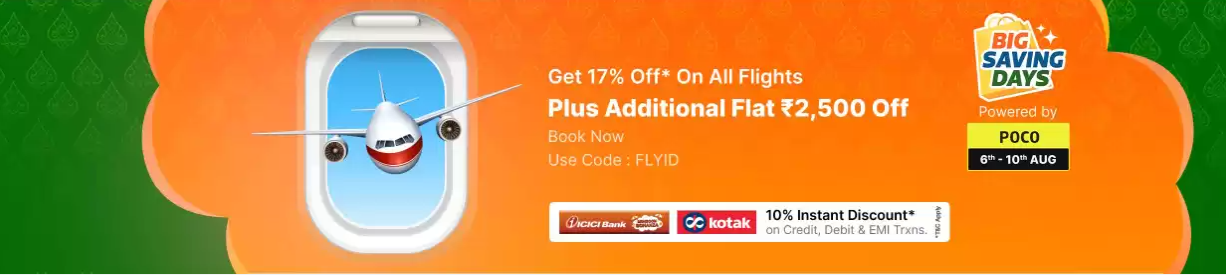 Get 17% Off* On All Flights
Plus Additional Flat ₹2,500 Off
Book Now
Use Code : FLYID
ICICI Bank
kotak
10% Instant Discount*
on Credit, Debit & EMI Trxns.
*T&C Apply
BIG
SAVING
DAYS
Powered by
POCO
6th - 10th AUG